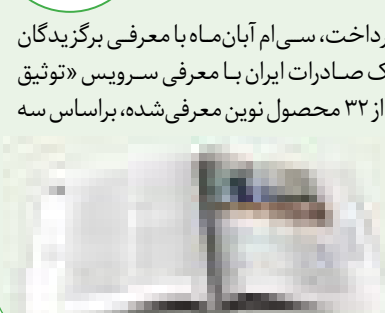 رداخت، سی‌ام آبان‌ماه با معرفی برگزیدگان
ک صادرات ایران با معرفی سرویس «توثیق
از ۳۲ محصول نوین معرفی‌شده، براساس سه